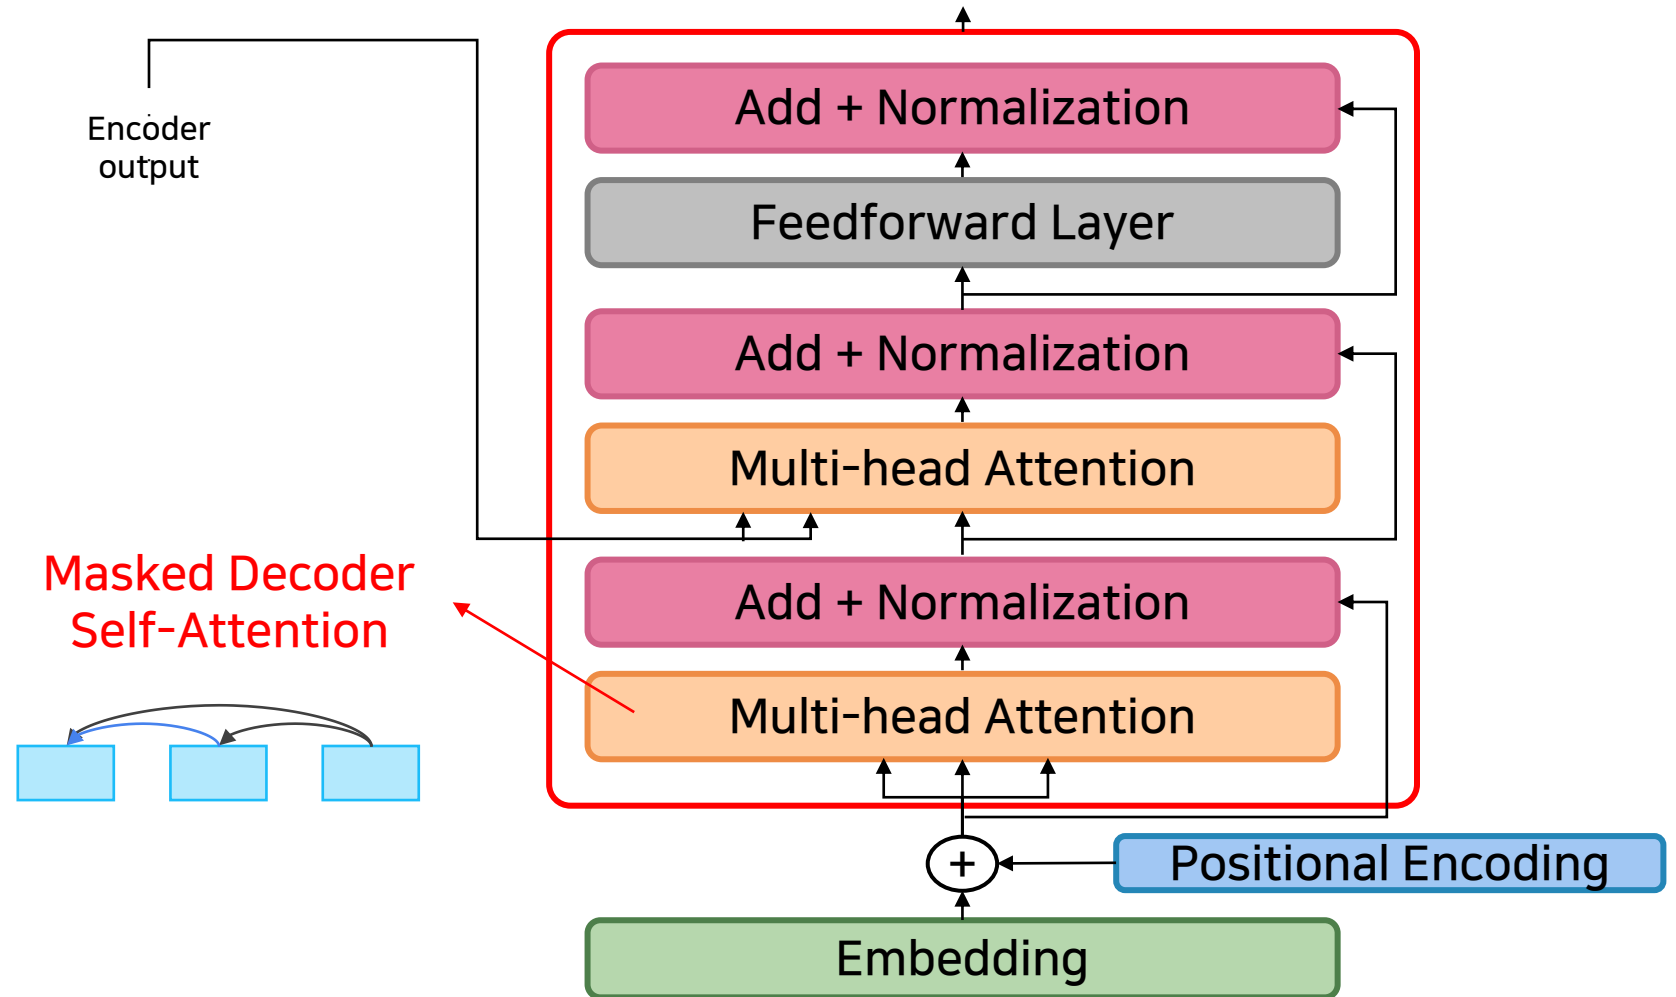 Encoder
output
Add + Normalization
Feedforward Layer
Add + Normalization
Multi-head Attention
Masked Decoder
Self-Attention
Add + Normalization
Multi-head Attention
+
Positional Encoding
Embedding